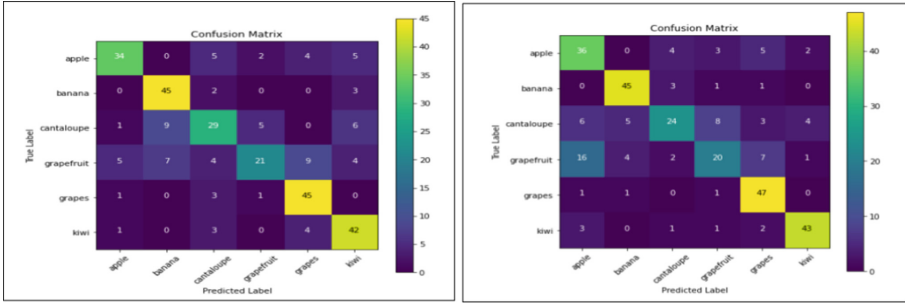 Confusion Matrix
45
40
35
30
25
20
15
10
5
0
apple 34 0 5 2 4 5
banana 0 45 2 0 0 3
cantaloupe 1 9 29 5 0 6
grapefruit 5 7 4 21 9 4
grapes 1 0 3 1 45 0
kiwi 1 0 3 0 4 42
True Label
apple banana cantaloupe grapefruit grapes kiwi
Predicted Label
Confusion Matrix
40
30
20
10
0
apple 36 0 4 3 5 2
banana 0 45 3 1 1 0
cantaloupe 6 5 24 8 3 4
grapefruit 16 4 2 20 7 1
grapes 1 1 0 1 47 0
kiwi 3 0 1 1 2 43
True Label
apple banana cantaloupe grapefruit grapes kiwi
Predicted Label